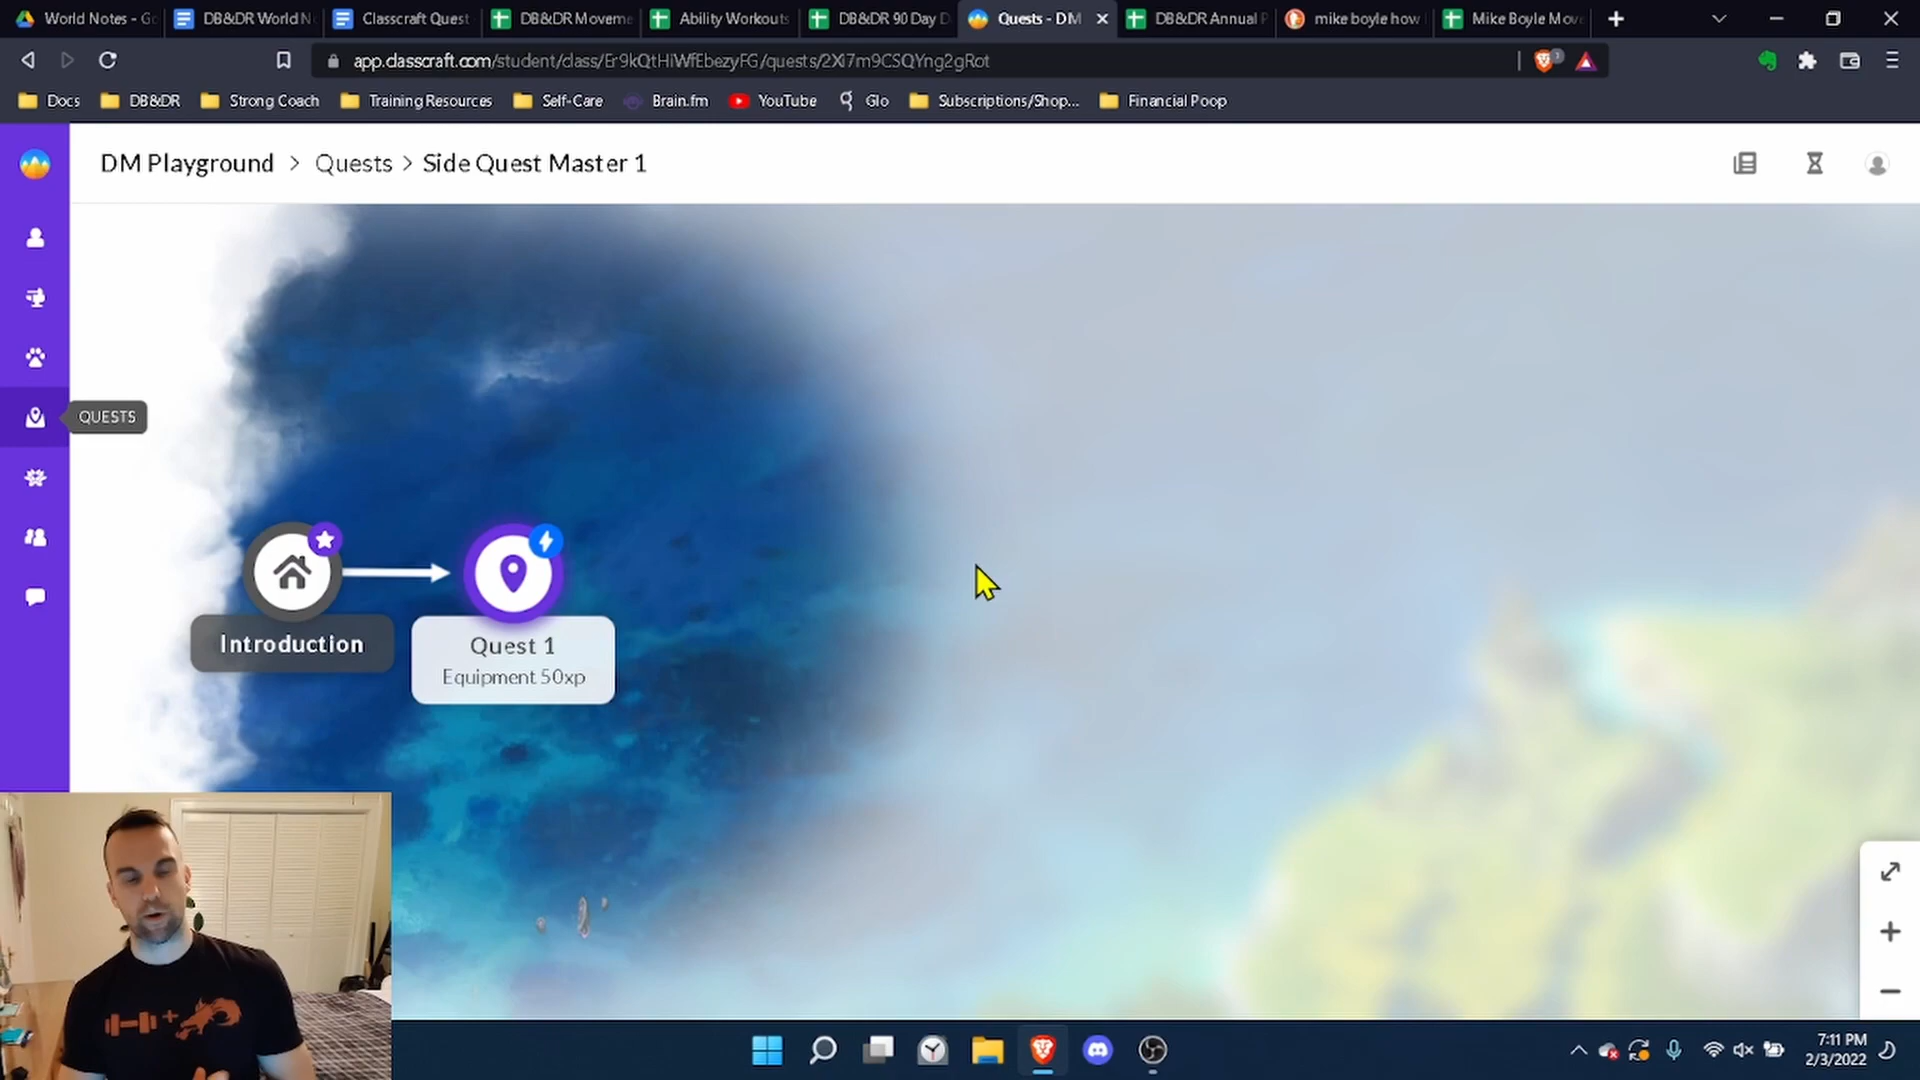 World Notes - G
DB&DR World N
Classcraft Quest
DB&DR Moveme
Ability Workouts
DB&DR 90 Day D
Quests - DM
DB&DR Annual P
mike boyle how
Mike Boyle Mov
app.classcraft.com/student/class/Er9kQtHiWfEbezyFG/quests/2Xi7m9CSQYng2gRot
Docs
DB&DR
Strong Coach
Training Resources
Self-Care
Brain.fm
YouTube
Glo
Subscriptions/Shop...
Financial Poop
DM Playground > Quests > Side Quest Master 1
QUESTS
Introduction
Quest 1
Equipment 50xp
7:11 PM
2/3/2022